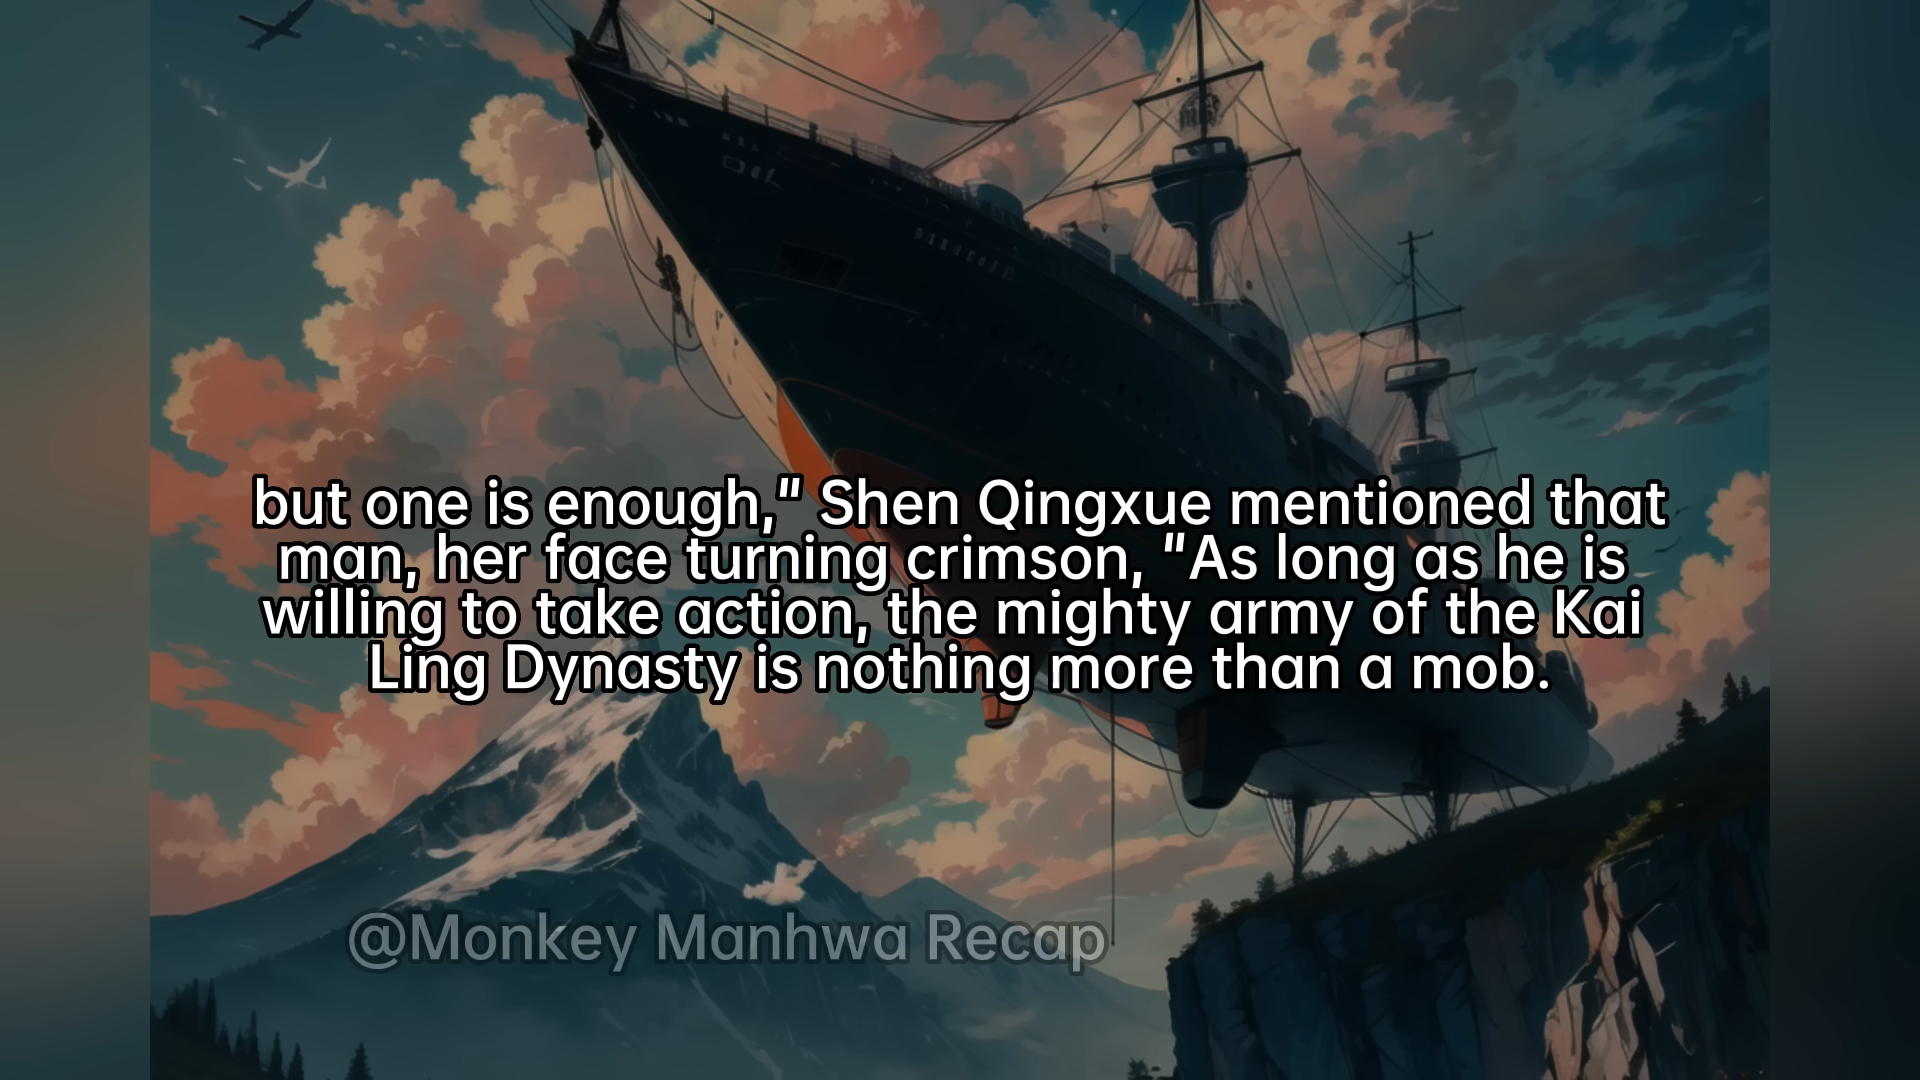 but one is enough," Shen Qingxue mentioned that
man, her face turning crimson, "As long as he is
willing to take action, the mighty army of the Kai
Ling Dynasty is nothing more than a mob.
@Monkey Manhwa Recap